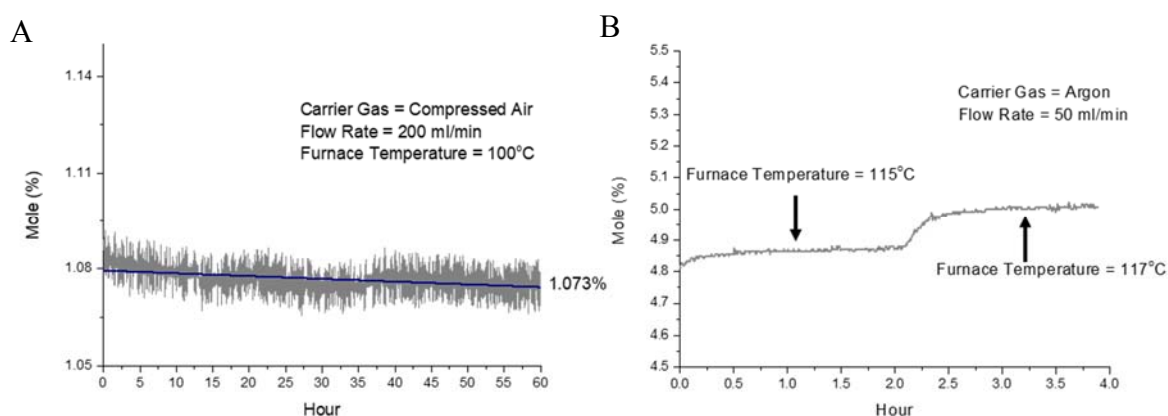 A
1.14
1.11
1.08
1.05
Mole (%)
Carrier Gas = Compressed Air
Flow Rate = 200 ml/min
Furnace Temperature = 100°C
1.073%
0 5 10 15 20 25 30 35 40 45 50 55 60
Hour
B
5.5
5.4
5.3
5.2
5.1
5.0
4.9
4.8
4.7
4.6
4.5
Mole (%)
Carrier Gas = Argon
Flow Rate = 50 ml/min
Furnace Temperature = 115°C
Furnace Temperature = 117°C
0.0 0.5 1.0 1.5 2.0 2.5 3.0 3.5 4.0
Hour